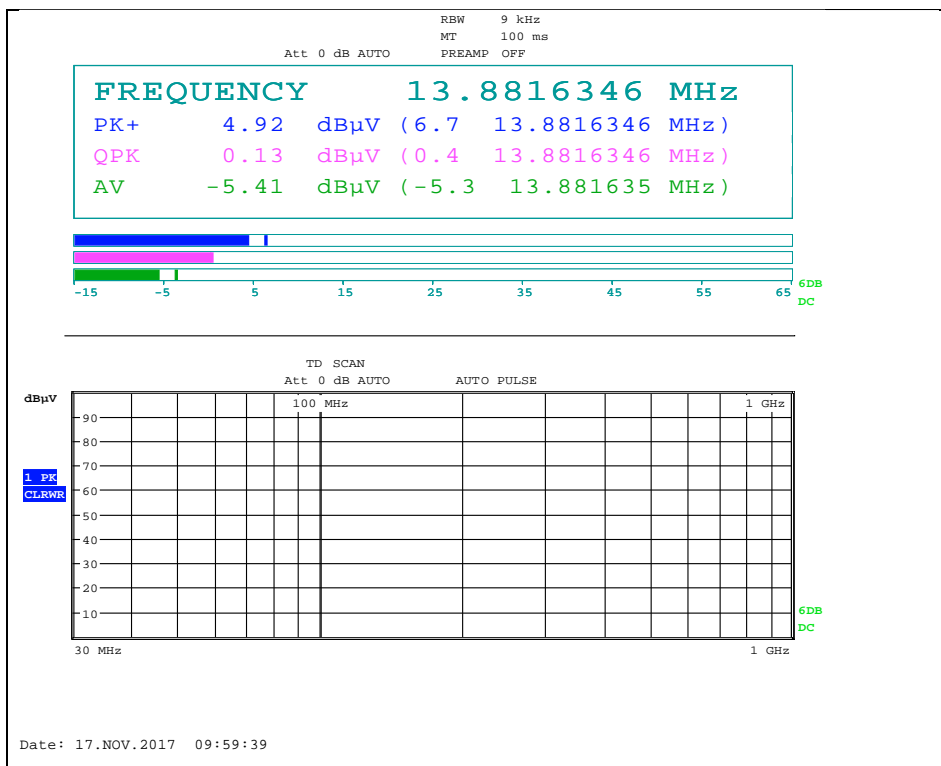 RBW 9 kHz
MT 100 ms
Att 0 dB AUTO PREAMP OFF
FREQUENCY 13.8816346 MHz
PK+ 4.92 dBµV (6.7 13.8816346 MHz)
QPK 0.13 dBµV (0.4 13.8816346 MHz)
AV -5.41 dBµV (-5.3 13.881635 MHz)
-15 -5 5 15 25 35 45 55 65
6DB
DC
TD SCAN
Att 0 dB AUTO AUTO PULSE
dBµV
100 MHz 1 GHz
90
80
70
1 PK
CLRWR
60
50
40
30
20
10
6DB
DC
30 MHz 1 GHz
Date: 17.NOV.2017 09:59:39